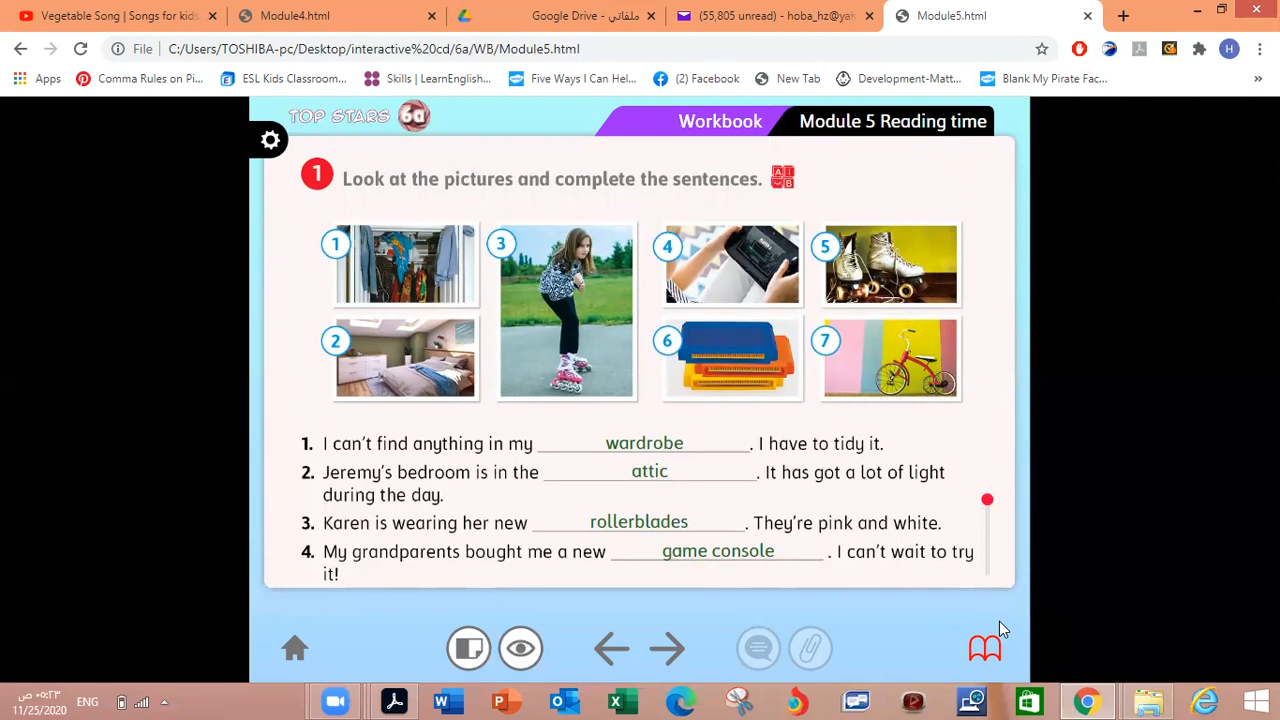 Vegetable Song | Songs for kids
Module4.html
ملفاتي - Google Drive
(55,805 unread) - hoba_hz@yah
Module5.html
File
C:/Users/TOSHIBA-pc/Desktop/interactive%20cd/6a/WB/Module5.html
H
Apps
Comma Rules on Pi...
ESL Kids Classroom...
Skills | LearnEnglish...
Five Ways I Can Hel...
(2) Facebook
New Tab
Development-Matt...
Blank My Pirate Fac...
TOP STARS 6a
Workbook
Module 5 Reading time
1 Look at the pictures and complete the sentences.
1
3
4
5
2
6
7
1. I can't find anything in my wardrobe. I have to tidy it.
2. Jeremy's bedroom is in the attic. It has got a lot of light
during the day.
3. Karen is wearing her new rollerblades. They're pink and white.
4. My grandparents bought me a new game console. I can't wait to try
it!
٠٥:٢٣ ص
11/25/2020
ENG